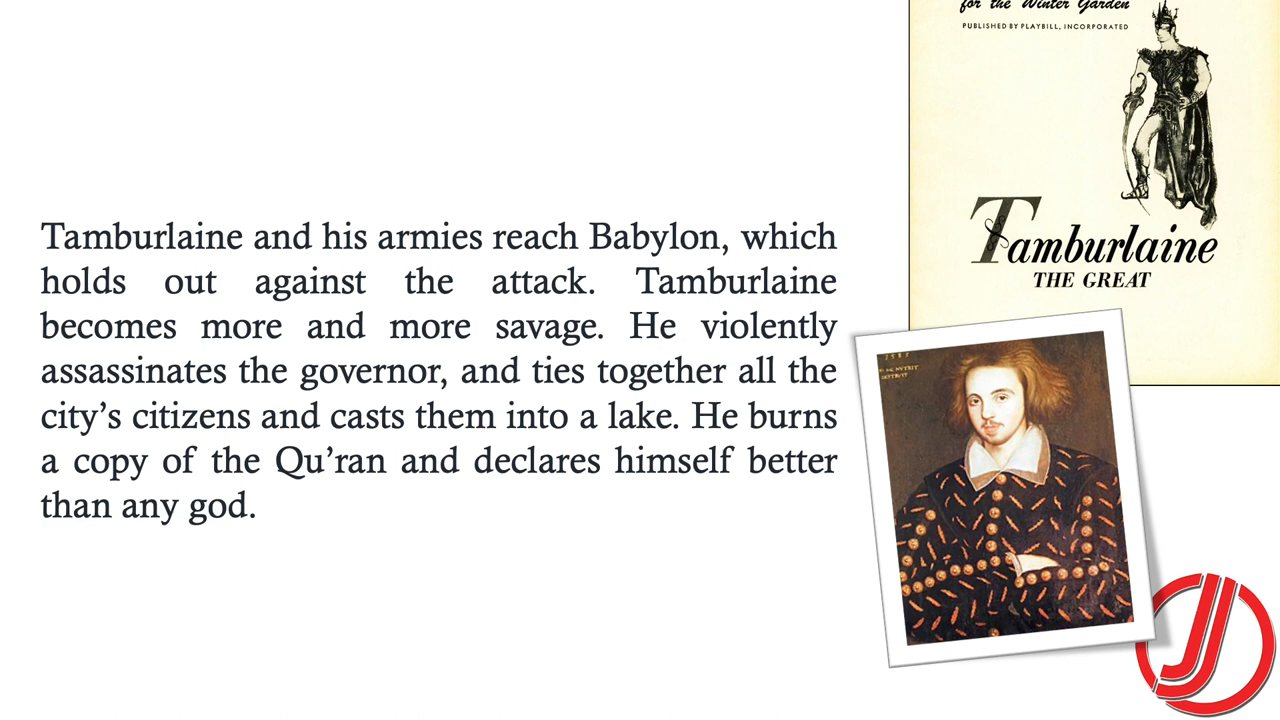 for the Winter Garden
PUBLISHED BY PLAYBILL, INCORPORATED
Tamburlaine
THE GREAT
Tamburlaine and his armies reach Babylon, which
holds out against the attack. Tamburlaine
becomes more and more savage. He violently
assassinates the governor, and ties together all the
city’s citizens and casts them into a lake. He burns
a copy of the Qu’ran and declares himself better
than any god.
1585
JJ